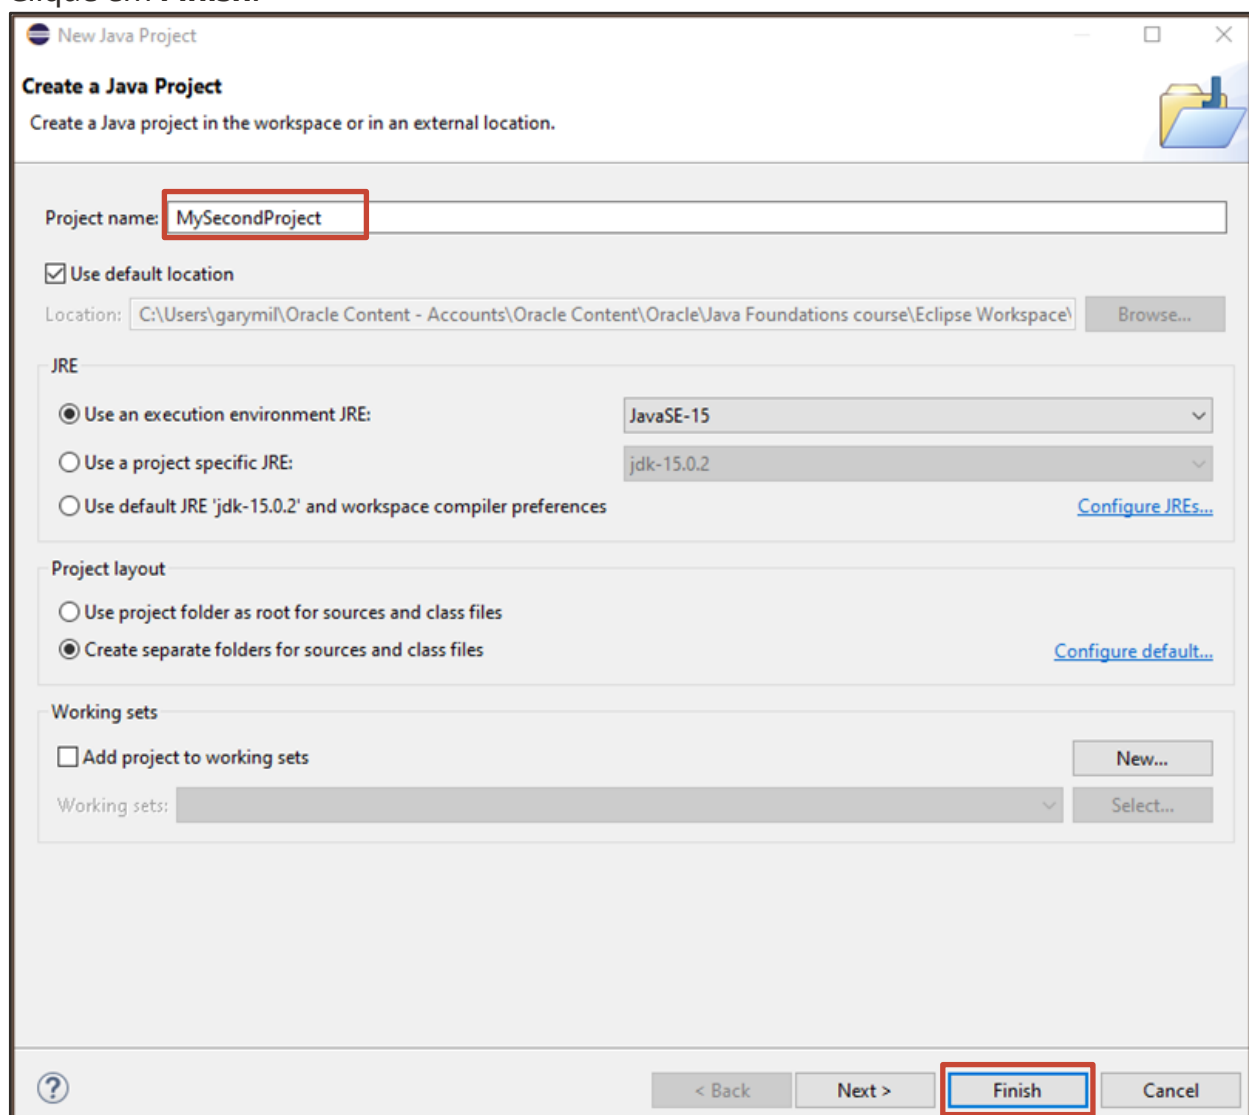 New Java Project
Create a Java Project
Create a Java project in the workspace or in an external location.
Project name: MySecondProject
Use default location
Location: C:\Users\garymil\Oracle Content - Accounts\Oracle Content\Oracle\Java Foundations course\Eclipse Workspace\ Browse...
JRE
Use an execution environment JRE: JavaSE-15
Use a project specific JRE: jdk-15.0.2
Use default JRE 'jdk-15.0.2' and workspace compiler preferences Configure JREs...
Project layout
Use project folder as root for sources and class files
Create separate folders for sources and class files Configure default...
Working sets
Add project to working sets New...
Working sets: Select...
? < Back Next > Finish Cancel